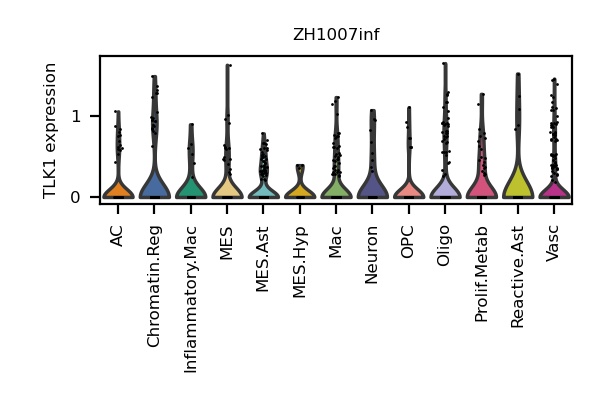 ZH1007inf
TLK1 expression
1
0
AC
Chromatin.Reg
Inflammatory.Mac
MES
MES.Ast
MES.Hyp
Mac
Neuron
OPC
Oligo
Prolif.Metab
Reactive.Ast
Vasc